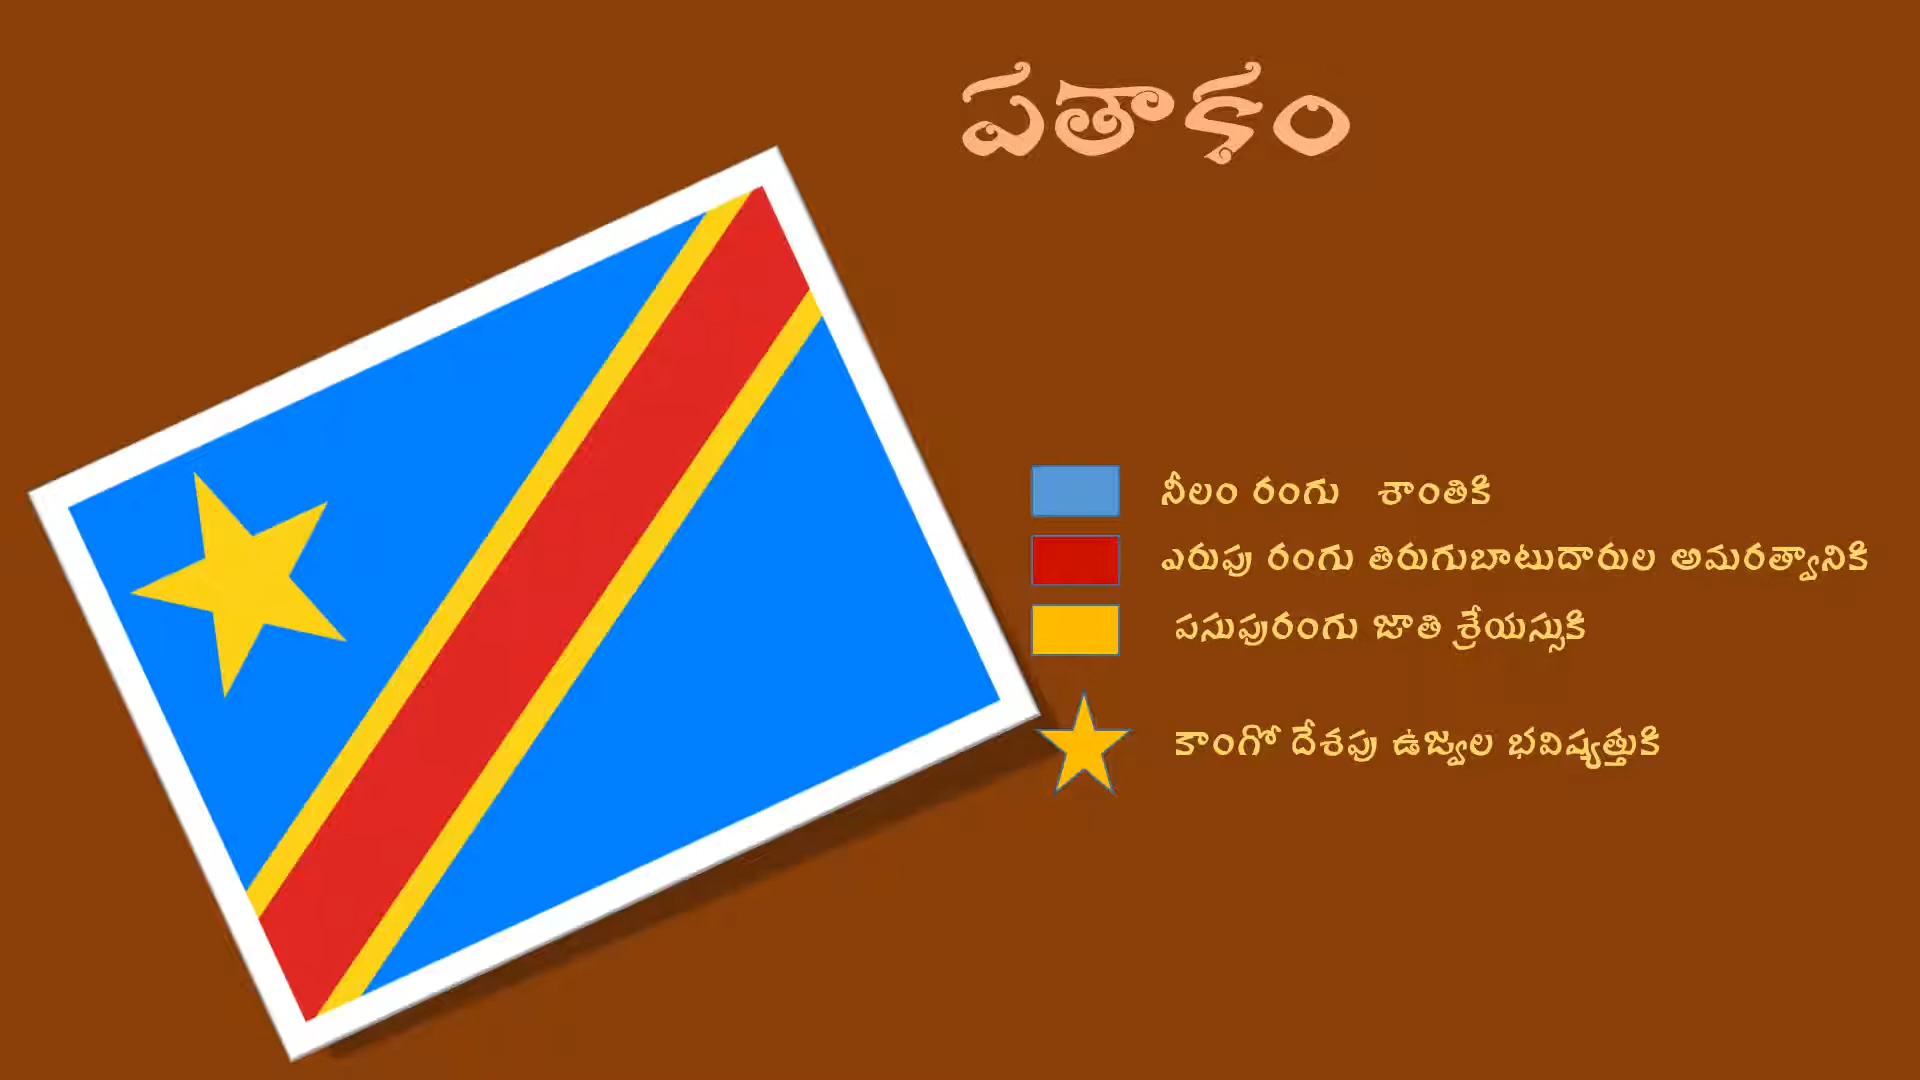 పతాకం
నీలం రంగు శాంతికి
ఎరుపు రంగు తిరుగుబాటుదారుల అమరత్వానికి
పసుపురంగు జాతి శ్రేయస్సుకి
కాంగో దేశపు ఉజ్వల భవిష్యత్తుకి